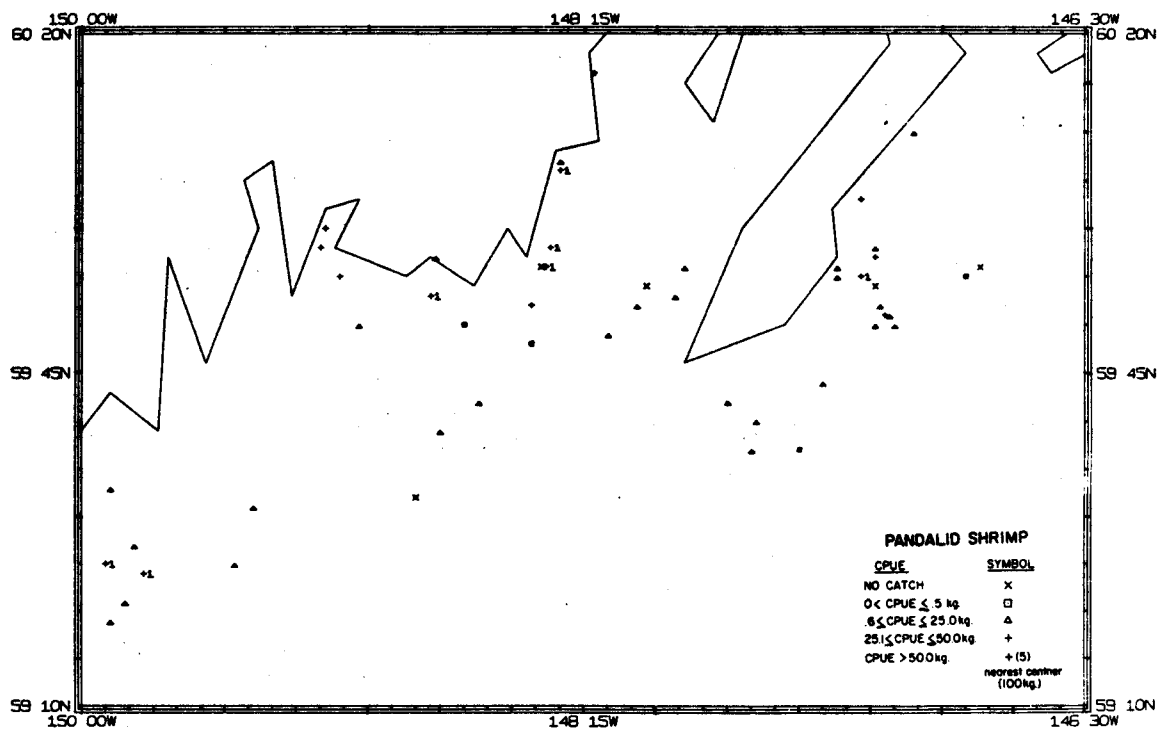 150 00W 148 15W 146 30W
60 20N 60 20N
+1
+1
+1
+1
+1
59 45N 59 45N
+1
+1
PANDALID SHRIMP
CPUE SYMBOL
NO CATCH ×
0< CPUE ≤ .5 kg. □
.6≤CPUE ≤ 25.0kg. △
25.1≤CPUE ≤50.0kg. +
CPUE >50.0kg. +(5)
nearest centner
(100kg.)
59 10N 59 10N
150 00W 148 15W 146 30W